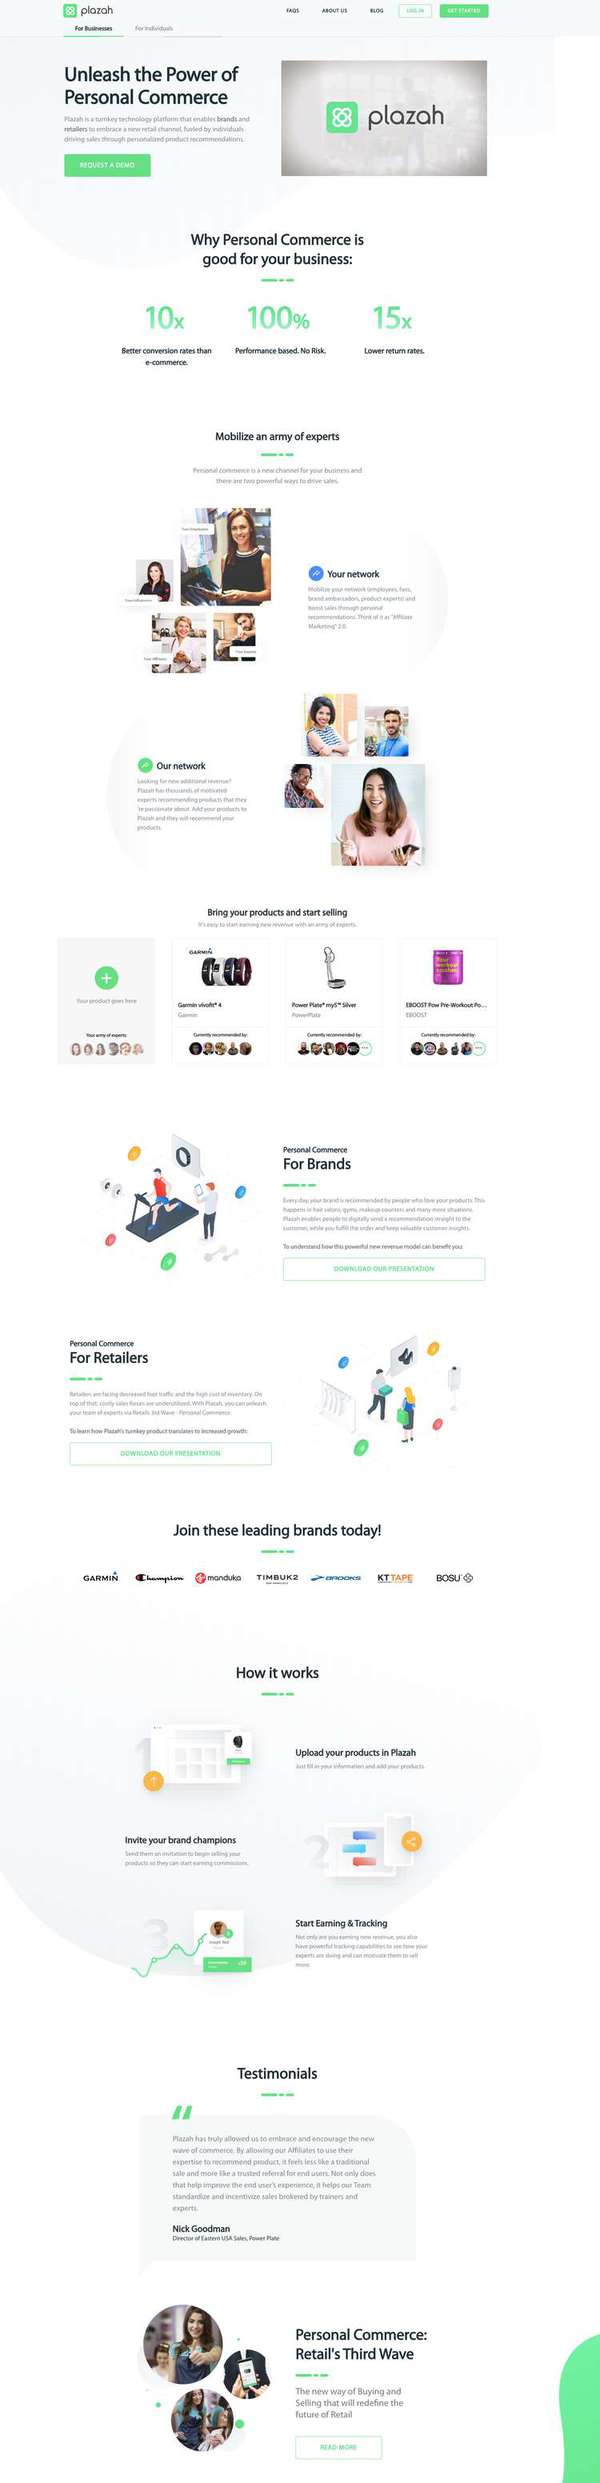 plazah
FAQS
ABOUT US
BLOG
LOG IN
GET STARTED
For Businesses
For Individuals
Unleash the Power of
Personal Commerce
Plazah is a turnkey technology platform that enables brands and
retailers to embrace a new retail channel, fueled by individuals
driving sales through personalized product recommendations.
REQUEST A DEMO
plazah
Why Personal Commerce is
good for your business:
10x
Better conversion rates than
e-commerce.
100%
Performance based. No Risk.
15x
Lower return rates.
Mobilize an army of experts
Personal commerce is a new channel for your business and
there are two powerful ways to drive sales.
Your network
Mobilize your network (employees, fans,
brand ambassadors, product experts) and
boost sales through personal
recommendations. Think of it as "Affiliate
Marketing" 2.0.
Our network
Looking for new additional revenue?
Plazah has thousands of motivated
experts recommending products that they
're passionate about. Add your products to
Plazah and they will recommend your
products.
Bring your products and start selling
It's easy to start earning new revenue with an army of experts.
Your product goes here
Your army of experts
GARMIN
Garmin vivofit® 4
Garmin
Currently recommended by:
Power Plate® my5™ Silver
PowerPlate
Currently recommended by:
EBOOST Pow Pre-Workout Po...
EBOOST
Currently recommended by:
Personal Commerce
For Brands
Every day, your brand is recommended by people who love your products. This
happens in hair salons, gyms, makeup counters and many more situations.
Plazah enables people to digitally send a recommendation insight to the
customer, while you fulfill the order and keep valuable customer insights.
To understand how this powerful new revenue model can benefit you:
DOWNLOAD OUR PRESENTATION
Personal Commerce
For Retailers
Retailers are facing decreased foot traffic and the high cost of inventory. On
top of that, costly sales floors are underutilized. With Plazah, you can unleash
your team of experts via Retails 3rd Wave - Personal Commerce.
To learn how Plazah's turnkey product translates to increased growth:
DOWNLOAD OUR PRESENTATION
Join these leading brands today!
GARMIN
Champion
manduka
TIMBUK2
BROOKS
KT TAPE
BOSU
How it works
1
Upload your products in Plazah
Just fill in your information and add your products.
Invite your brand champions
Send them an invitation to begin selling your
products so they can start earning commissions.
2
3
Start Earning & Tracking
Not only are you earning new revenue, you also
have powerful tracking capabilities to see how your
experts are doing and can motivate them to sell
more.
Testimonials
Plazah has truly allowed us to embrace and encourage the new
wave of commerce. By allowing our Affiliates to use their
expertise to recommend product, it feels less like a traditional
sale and more like a trusted referral for end users. Not only does
that help improve the end user's experience, it helps our Team
standardize and incentivize sales brokered by trainers and
experts.
Nick Goodman
Director of Eastern USA Sales, Power Plate
Personal Commerce:
Retail's Third Wave
The new way of Buying and
Selling that will redefine the
future of Retail
READ MORE